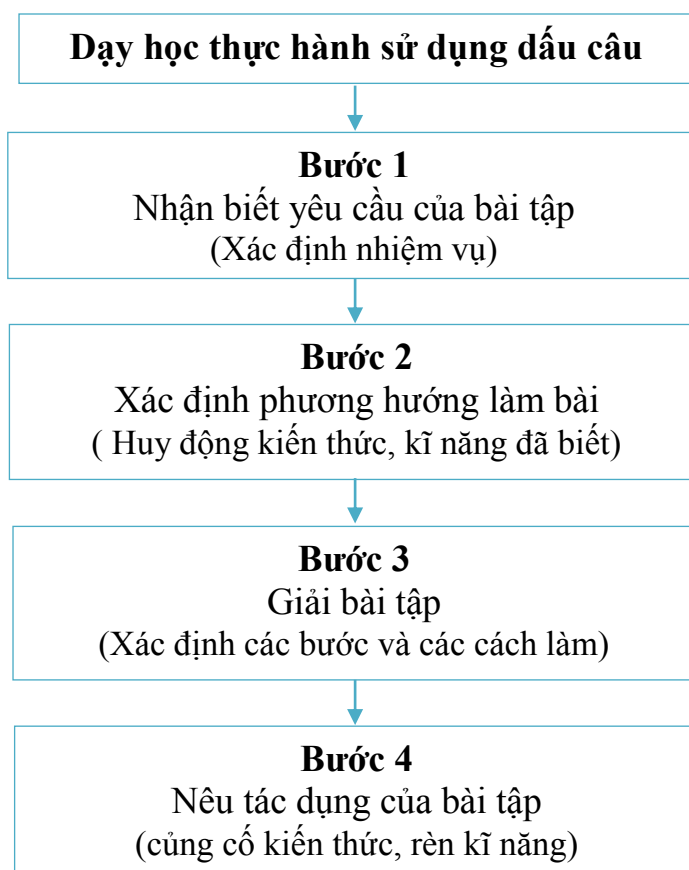 Dạy học thực hành sử dụng dấu câu
Bước 1
Nhận biết yêu cầu của bài tập
(Xác định nhiệm vụ)
Bước 2
Xác định phương hướng làm bài
( Huy động kiến thức, kĩ năng đã biết)
Bước 3
Giải bài tập
(Xác định các bước và các cách làm)
Bước 4
Nêu tác dụng của bài tập
(củng cố kiến thức, rèn kĩ năng)